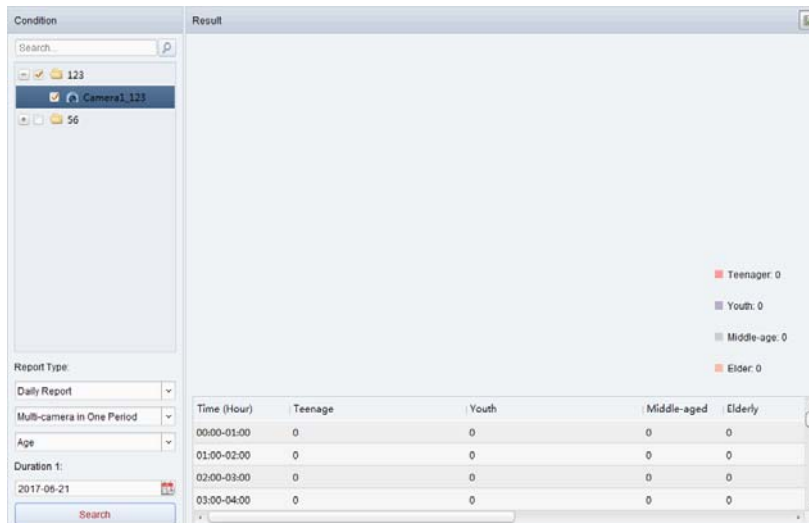 Condition
Search...
123
Camera1_123
56
Report Type:
Daily Report
Multi-camera in One Period
Age
Duration 1:
2017-06-21
Search
Result
Teenager: 0
Youth: 0
Middle-age: 0
Elder: 0
Time (Hour) Teenage Youth Middle-aged Elderly
00:00-01:00 0 0 0 0
01:00-02:00 0 0 0 0
02:00-03:00 0 0 0 0
03:00-04:00 0 0 0 0